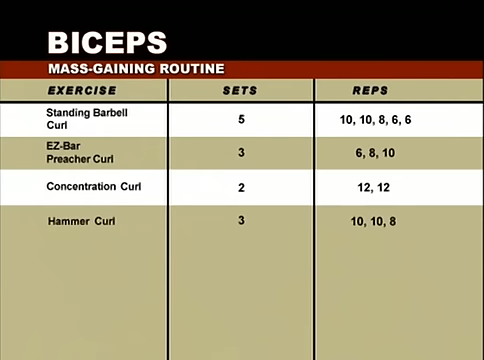 BICEPS
MASS-GAINING ROUTINE
EXERCISE SETS REPS
Standing Barbell
Curl 5 10, 10, 8, 6, 6
EZ-Bar
Preacher Curl 3 6, 8, 10
Concentration Curl 2 12, 12
Hammer Curl 3 10, 10, 8